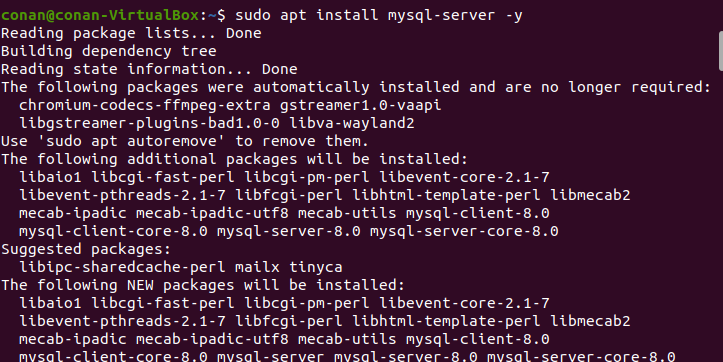 conan@conan-VirtualBox:~$ sudo apt install mysql-server -y
Reading package lists... Done
Building dependency tree
Reading state information... Done
The following packages were automatically installed and are no longer required:
  chromium-codecs-ffmpeg-extra gstreamer1.0-vaapi
  libgstreamer-plugins-bad1.0-0 libva-wayland2
Use 'sudo apt autoremove' to remove them.
The following additional packages will be installed:
  libaio1 libcgi-fast-perl libcgi-pm-perl libevent-core-2.1-7
  libevent-pthreads-2.1-7 libfcgi-perl libhtml-template-perl libmecab2
  mecab-ipadic mecab-ipadic-utf8 mecab-utils mysql-client-8.0
  mysql-client-core-8.0 mysql-server-8.0 mysql-server-core-8.0
Suggested packages:
  libipc-sharedcache-perl mailx tinyca
The following NEW packages will be installed:
  libaio1 libcgi-fast-perl libcgi-pm-perl libevent-core-2.1-7
  libevent-pthreads-2.1-7 libfcgi-perl libhtml-template-perl libmecab2
  mecab-ipadic mecab-ipadic-utf8 mecab-utils mysql-client-8.0
  mysql-client-core-8.0 mysql-server mysql-server-8.0 mysql-server-core-8.0